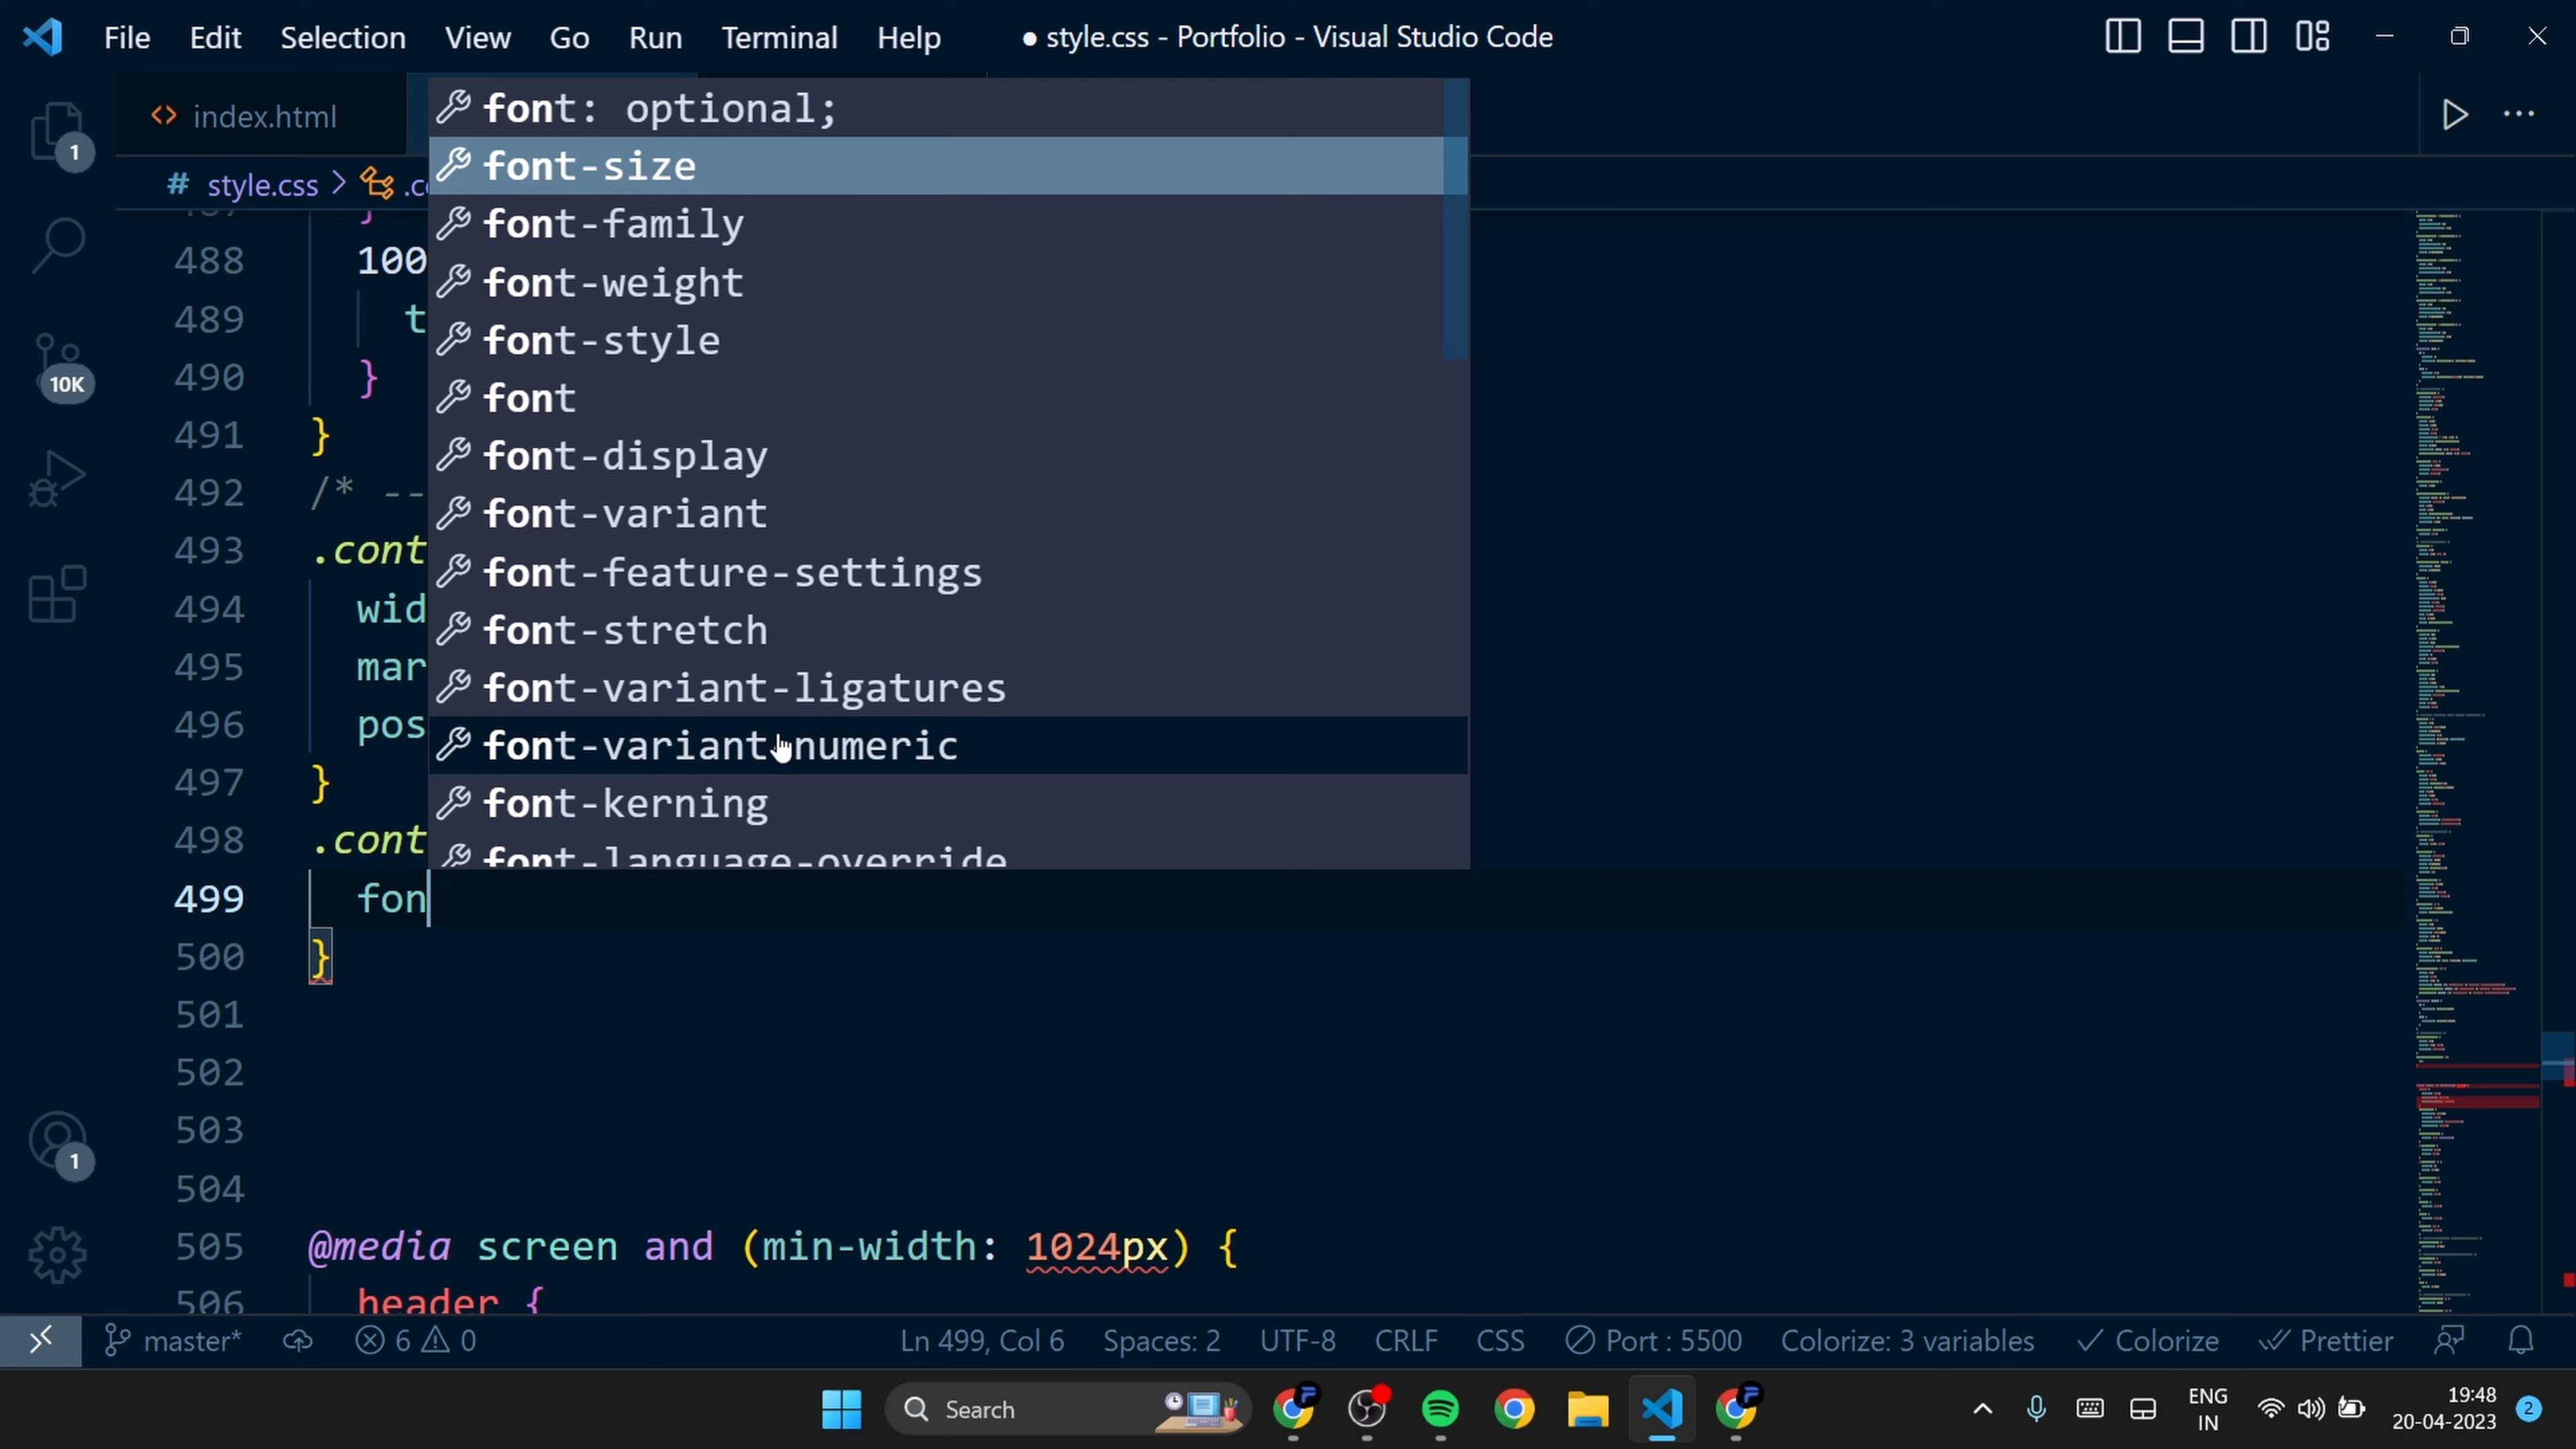 File Edit Selection View Go Run Terminal Help ● style.css - Portfolio - Visual Studio Code
<> index.html
# style.css > .c
1
10K
1
font: optional;
font-size
font-family
font-weight
font-style
font
font-display
font-variant
font-feature-settings
font-stretch
font-variant-ligatures
font-variant-numeric
font-kerning
font-language-override
487 }
488 100
489 t
490 }
491 }
492 /* --
493 .cont
494 wid
495 mar
496 pos
497 }
498 .cont
499 fon
500 }
501
502
503
504
505 @media screen and (min-width: 1024px) {
506 header {
master* 6 0 Ln 499, Col 6 Spaces: 2 UTF-8 CRLF CSS Port : 5500 Colorize: 3 variables Colorize Prettier
Search
ENG
IN
19:48
20-04-2023
2